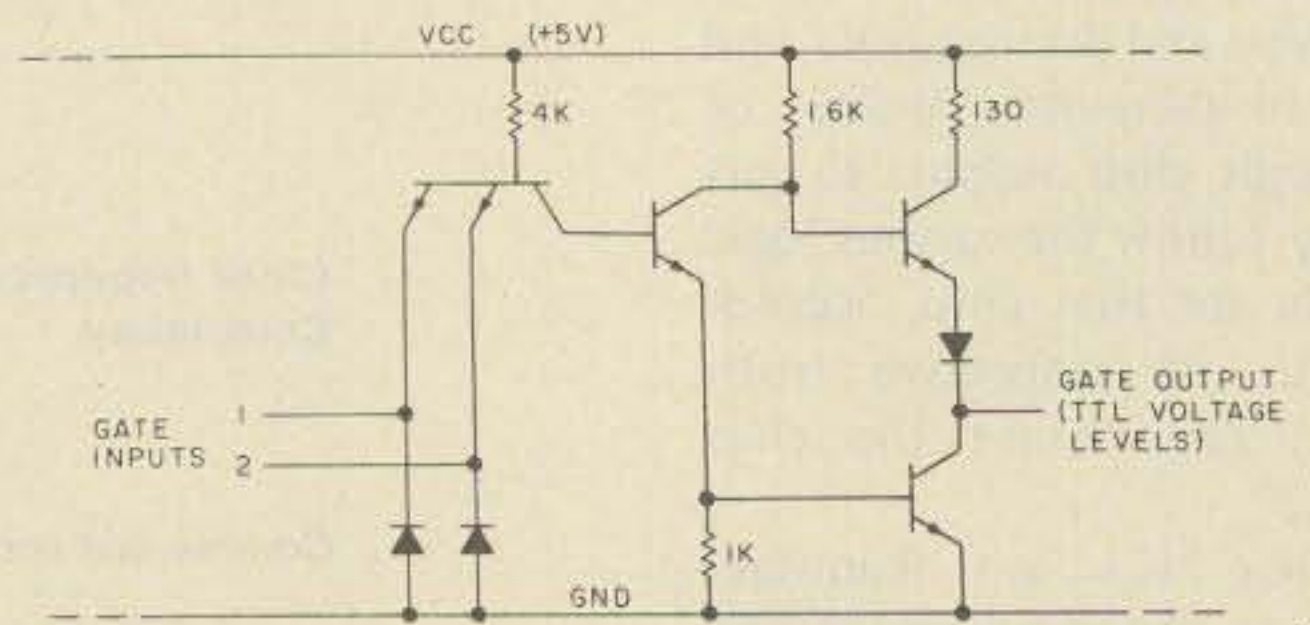 VCC (+5V)
4K
1.6K
130
GATE INPUTS
1
2
GATE OUTPUT
(TTL VOLTAGE
LEVELS)
1K
GND